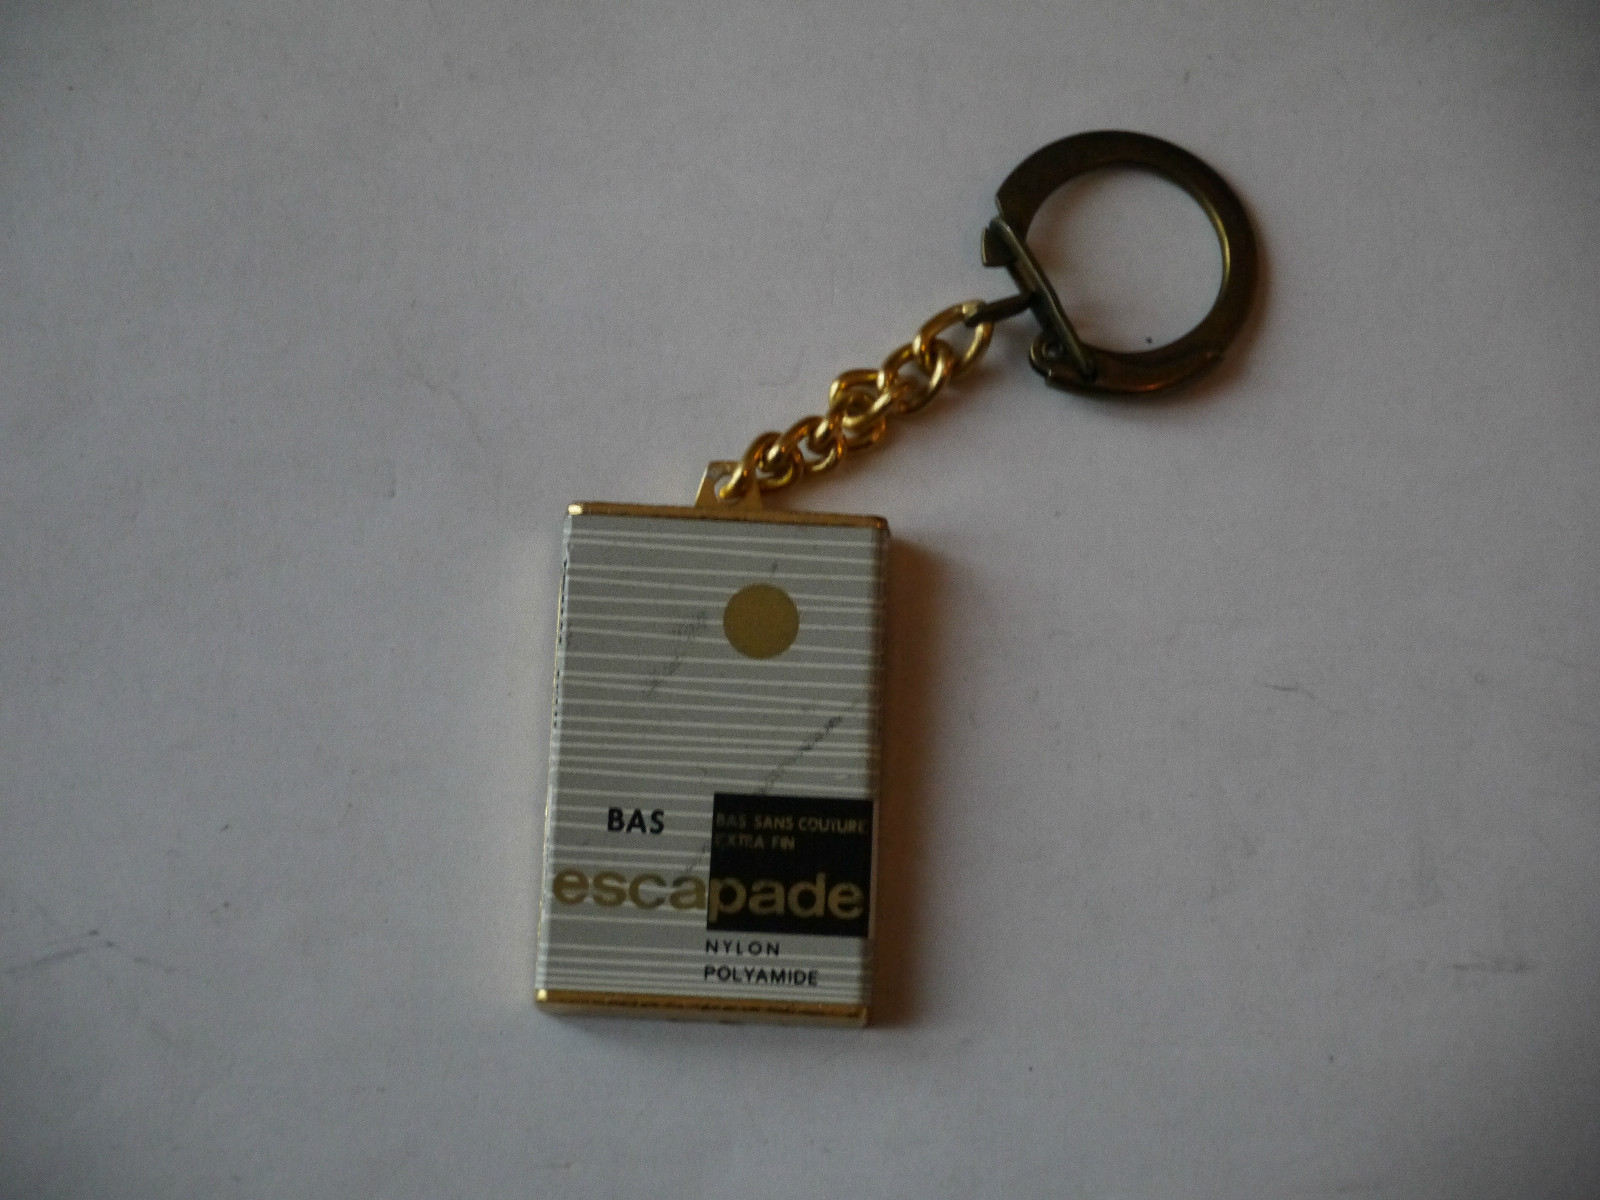 BAS
BAS SANS COUTURE
EXTRA FIN
escapade
NYLON
POLYAMIDE